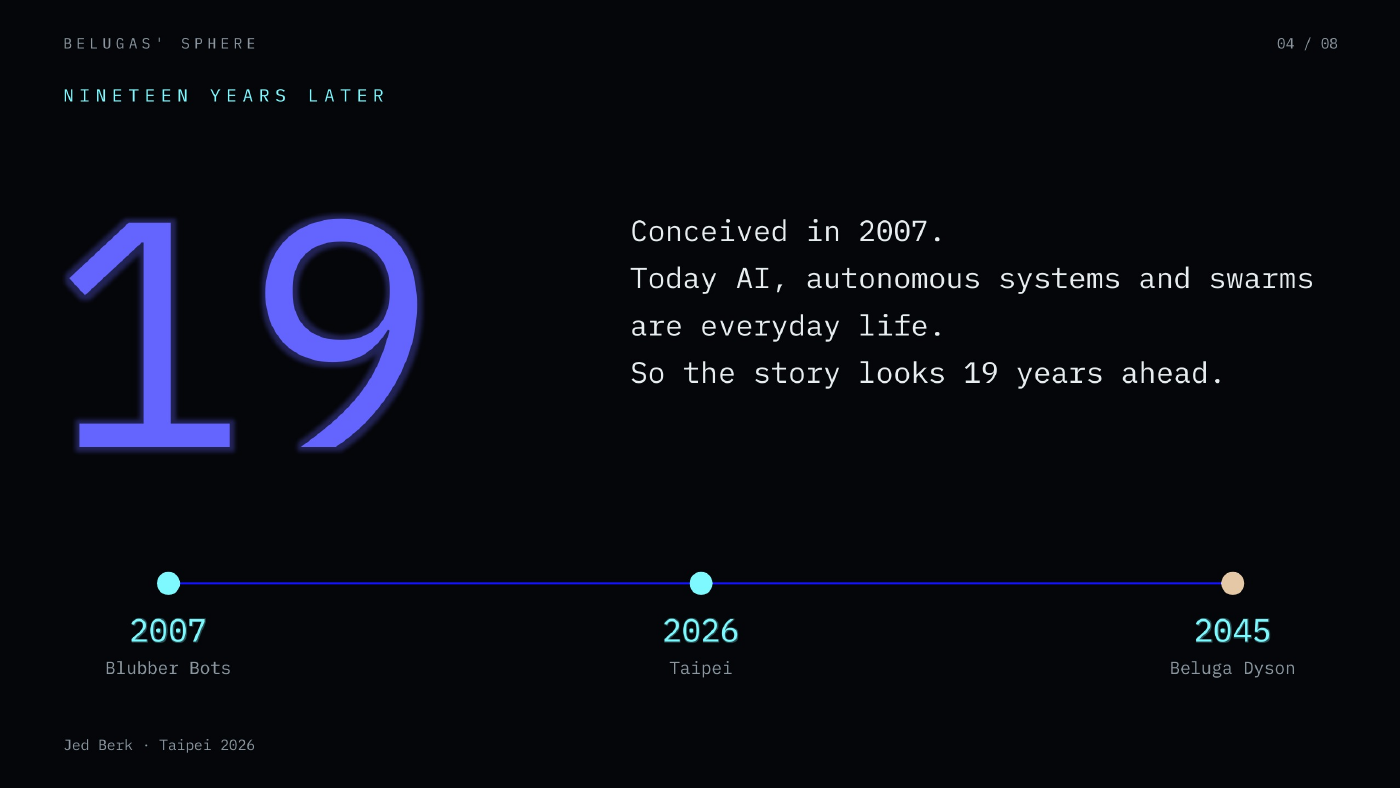 BELUGAS' SPHERE
04 / 08
NINETEEN YEARS LATER
19
Conceived in 2007.
Today AI, autonomous systems and swarms
are everyday life.
So the story looks 19 years ahead.
2007
2026
2045
Blubber Bots
Taipei
Beluga Dyson
Jed Berk · Taipei 2026